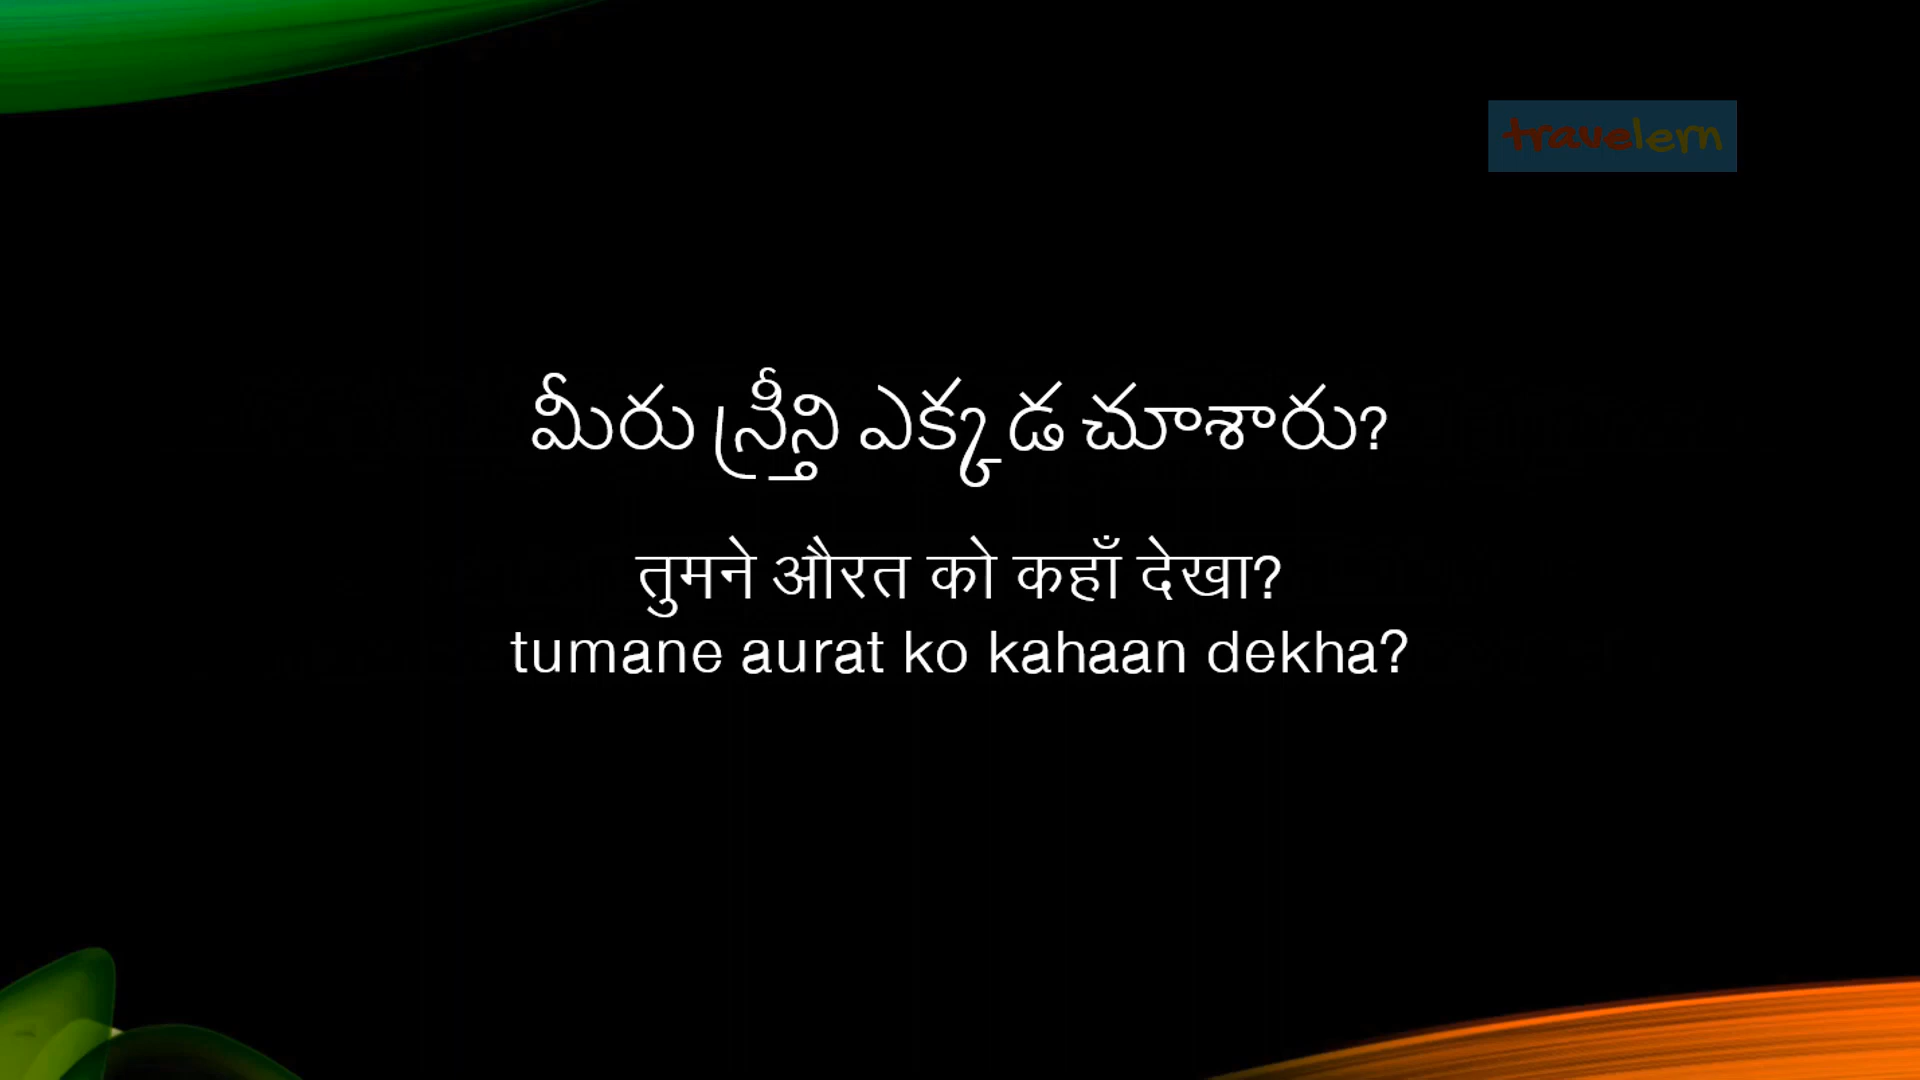 travelern
మీరు స్త్రీని ఎక్కడ చూశారు?
तुमने औरत को कहाँ देखा?
tumane aurat ko kahaan dekha?